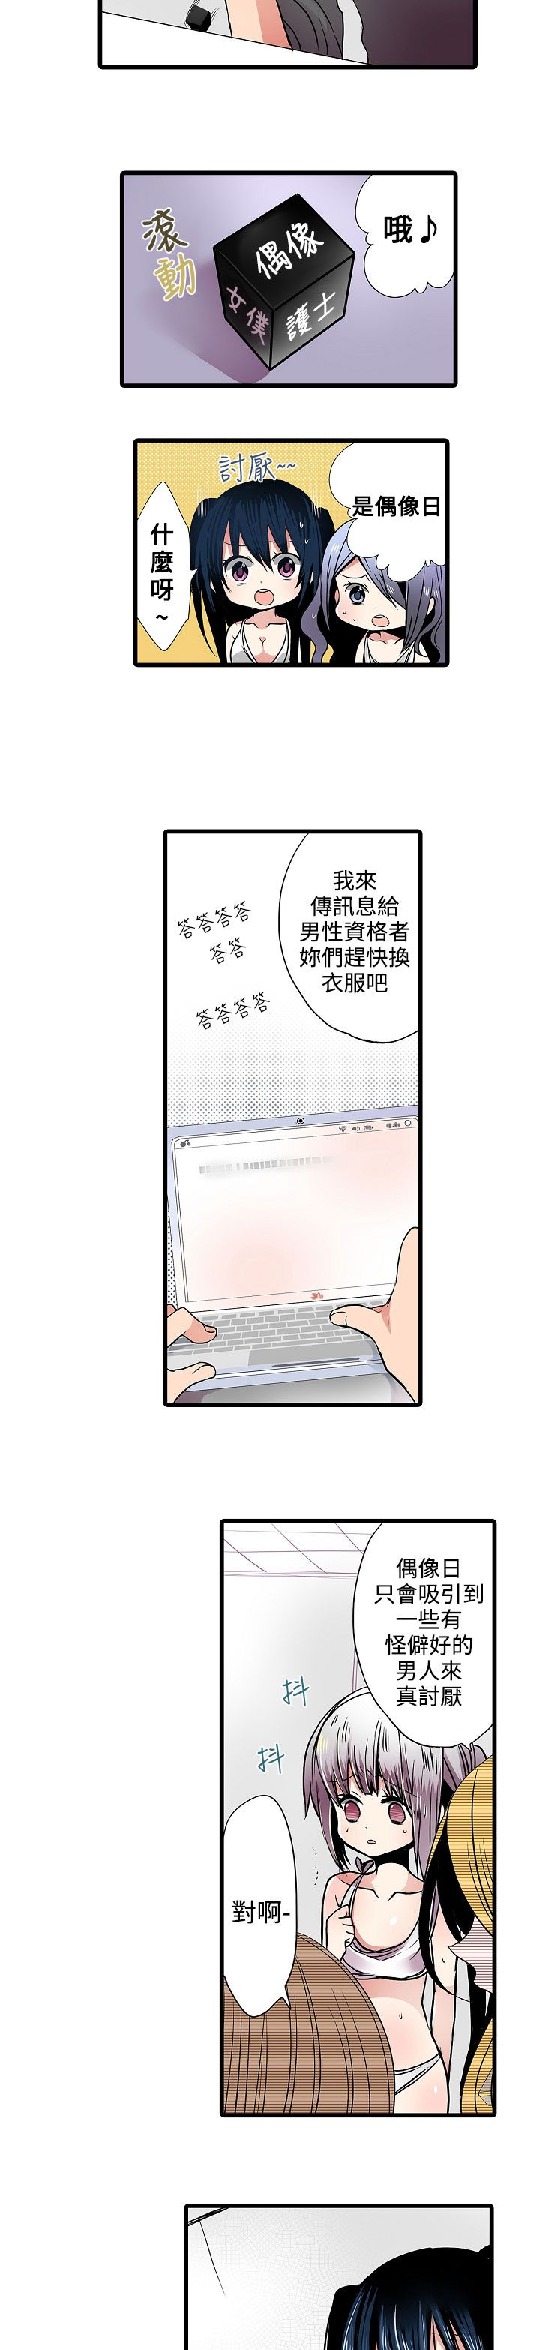 滾動
偶像
女僕
護士
哦♪
討厭~~
是偶像日
什麼呀~
我來
傳訊息給
男性資格者
妳們趕快換
衣服吧
答答答答
答答
答答答答
偶像日
只會吸引到
一些有
怪僻好的
男人來
真討厭
抖
抖
對啊-